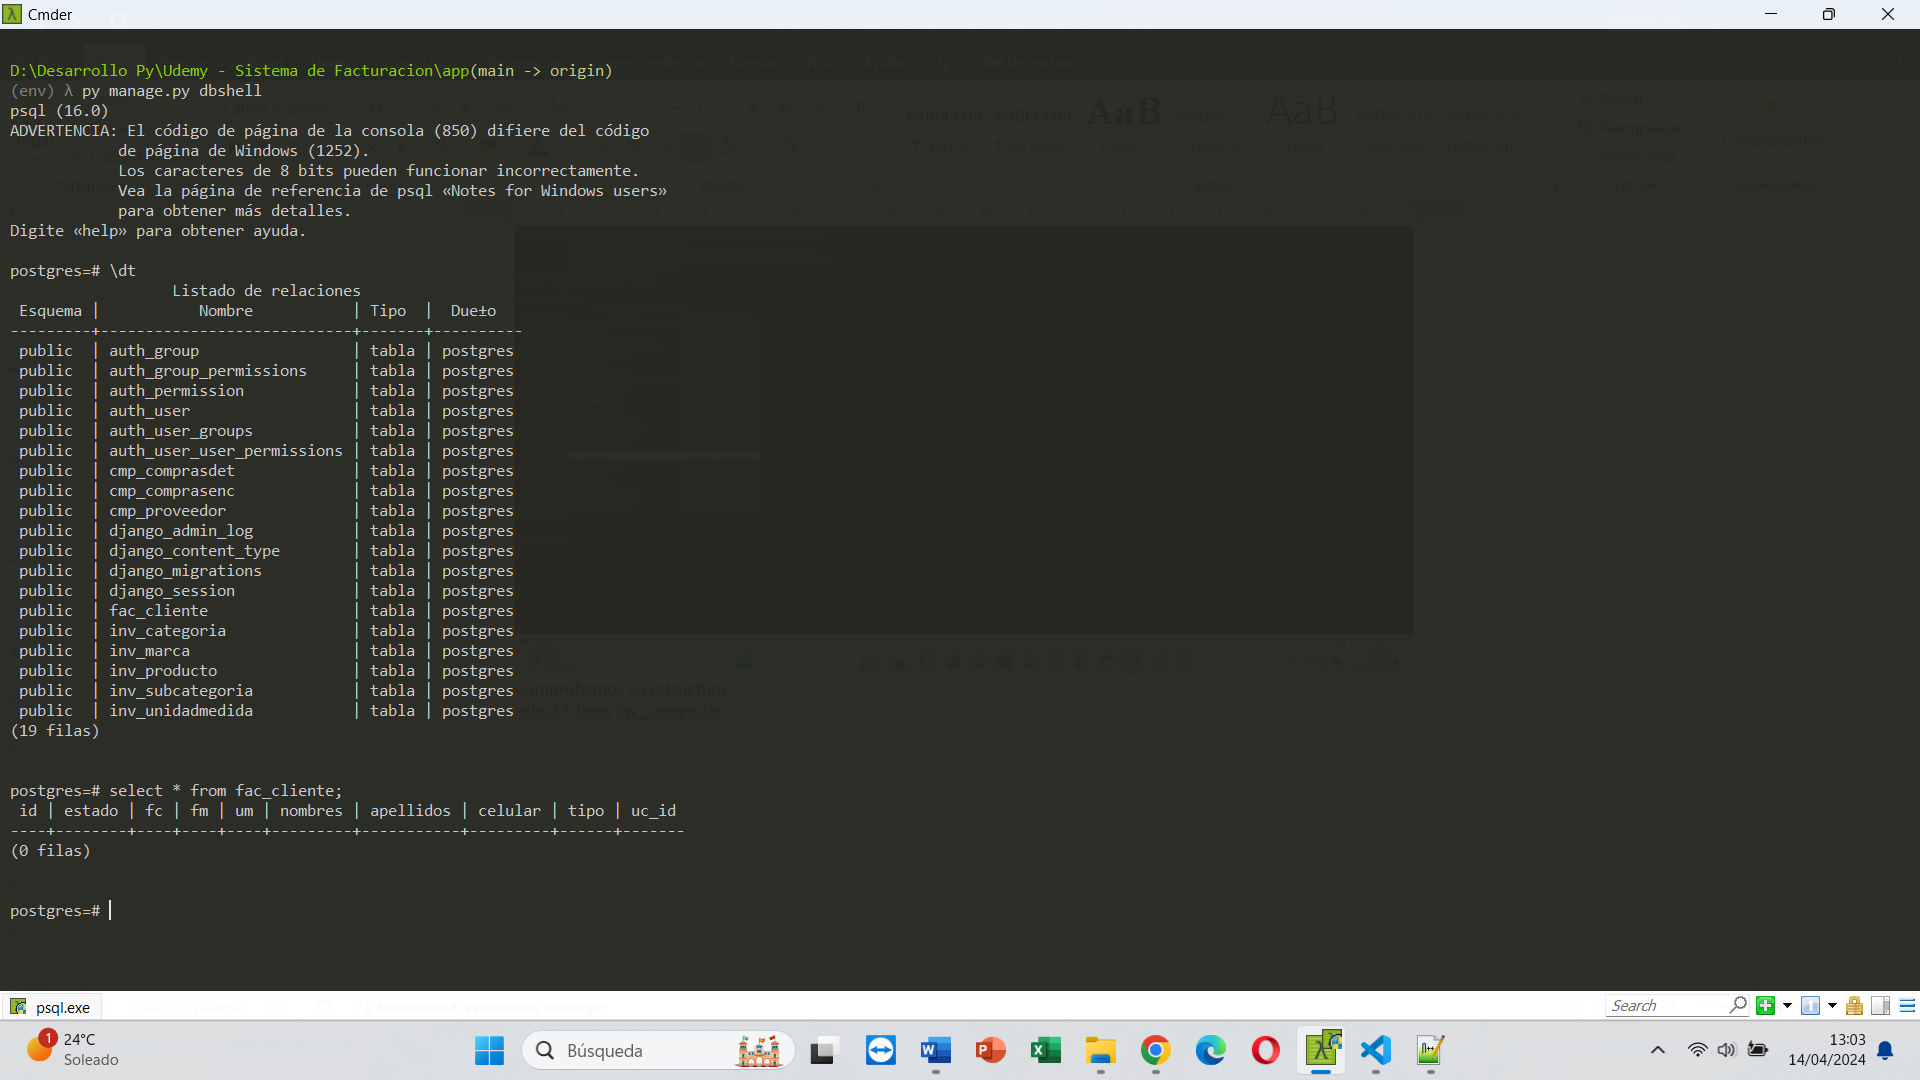 Cmder
D:\Desarrollo Py\Udemy - Sistema de Facturacion\app(main -> origin)
(env) λ py manage.py dbshell
psql (16.0)
ADVERTENCIA: El código de página de la consola (850) difiere del código
de página de Windows (1252).
Los caracteres de 8 bits pueden funcionar incorrectamente.
Vea la página de referencia de psql «Notes for Windows users»
para obtener más detalles.
Digite «help» para obtener ayuda.
postgres=# \dt
Listado de relaciones
Esquema | Nombre | Tipo | Due±o
---------+----------------------------+-------+----------
public | auth_group | tabla | postgres
public | auth_group_permissions | tabla | postgres
public | auth_permission | tabla | postgres
public | auth_user | tabla | postgres
public | auth_user_groups | tabla | postgres
public | auth_user_user_permissions | tabla | postgres
public | cmp_comprasdet | tabla | postgres
public | cmp_comprasenc | tabla | postgres
public | cmp_proveedor | tabla | postgres
public | django_admin_log | tabla | postgres
public | django_content_type | tabla | postgres
public | django_migrations | tabla | postgres
public | django_session | tabla | postgres
public | fac_cliente | tabla | postgres
public | inv_categoria | tabla | postgres
public | inv_marca | tabla | postgres
public | inv_producto | tabla | postgres
public | inv_subcategoria | tabla | postgres
public | inv_unidadmedida | tabla | postgres
(19 filas)
Comprobamos su estructura
select * from inv_categoria;
postgres=# select * from fac_cliente;
id | estado | fc | fm | um | nombres | apellidos | celular | tipo | uc_id
----+--------+----+----+----+---------+-----------+---------+------+-------
(0 filas)
postgres=#
psql.exe
Search
1
24°C
Soleado
Búsqueda
13:03
14/04/2024